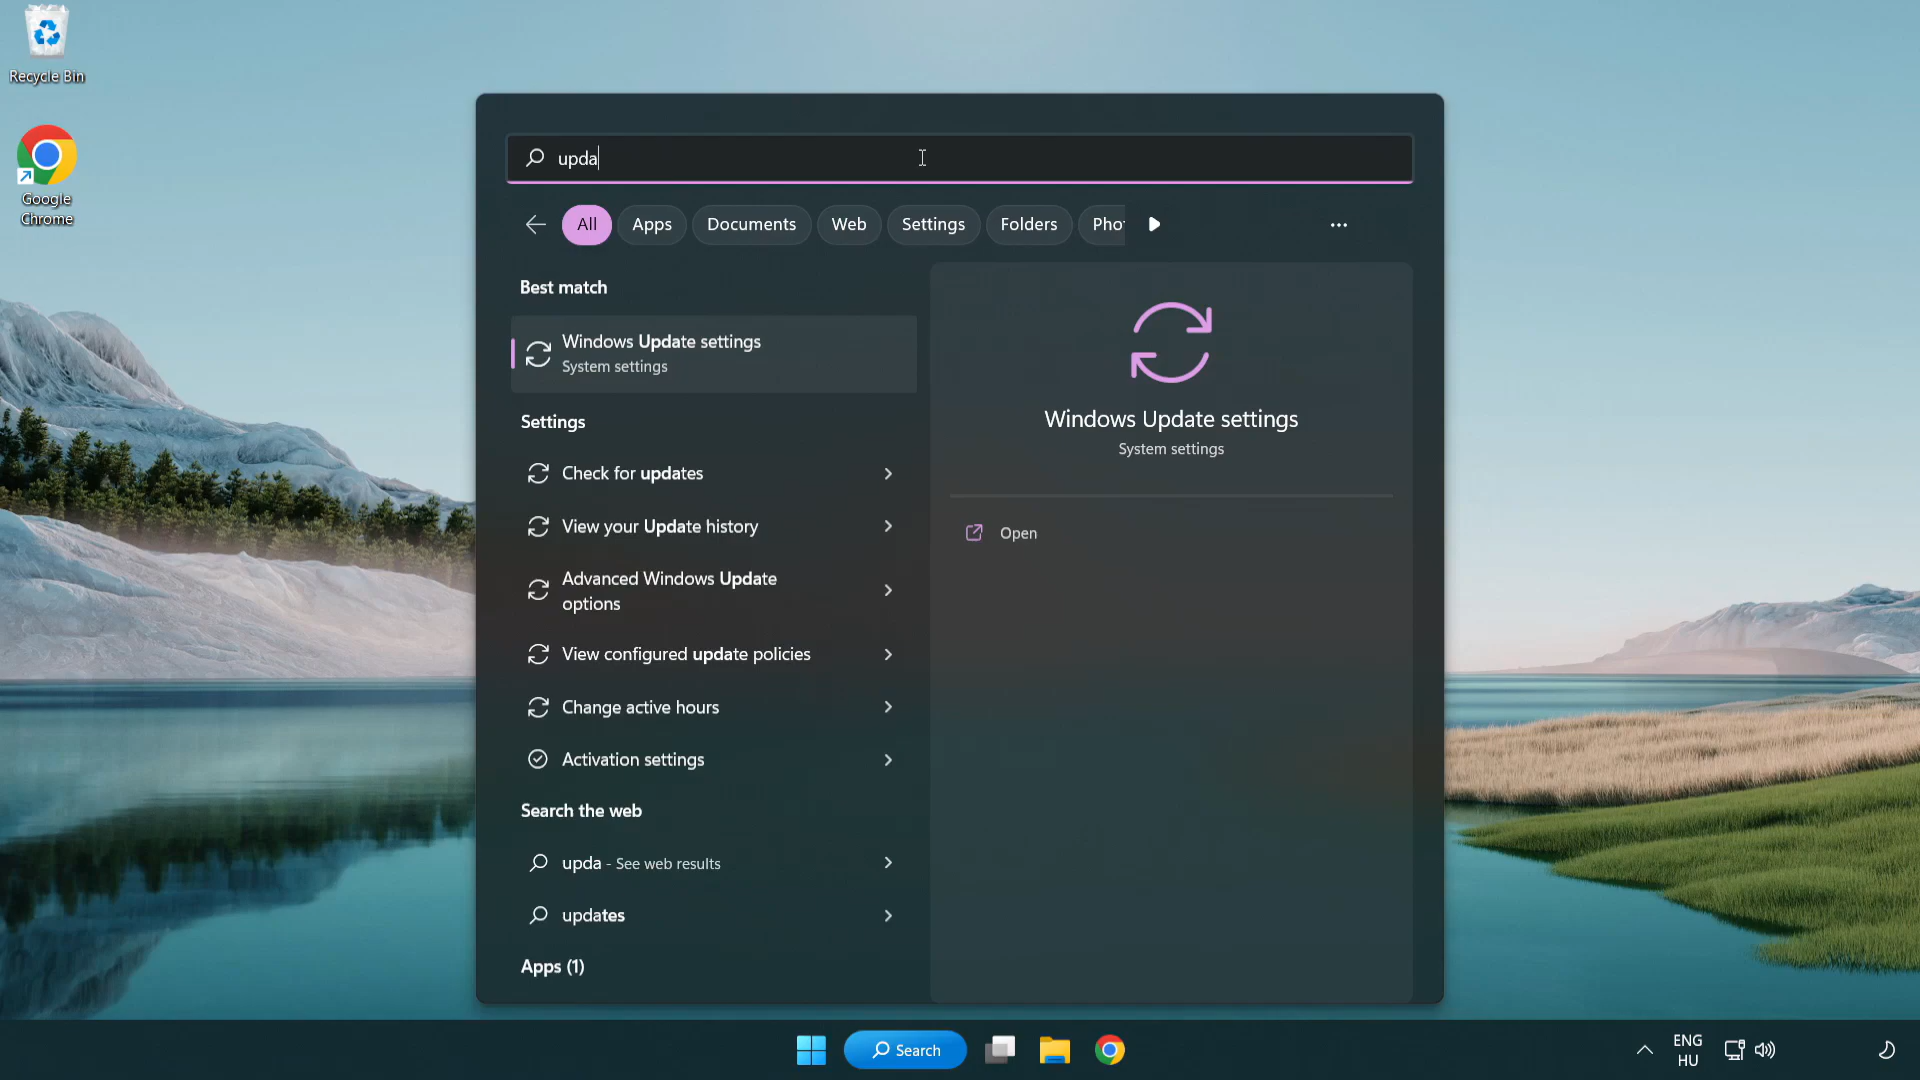 Recycle Bin
Google
Chrome
upda
All
Apps
Documents
Web
Settings
Folders
Pho
Best match
Windows Update settings
System settings
Settings
Check for updates
View your Update history
Advanced Windows Update
options
View configured update policies
Change active hours
Activation settings
Search the web
upda - See web results
updates
Apps (1)
Windows Update settings
System settings
Open
Search
ENG
HU